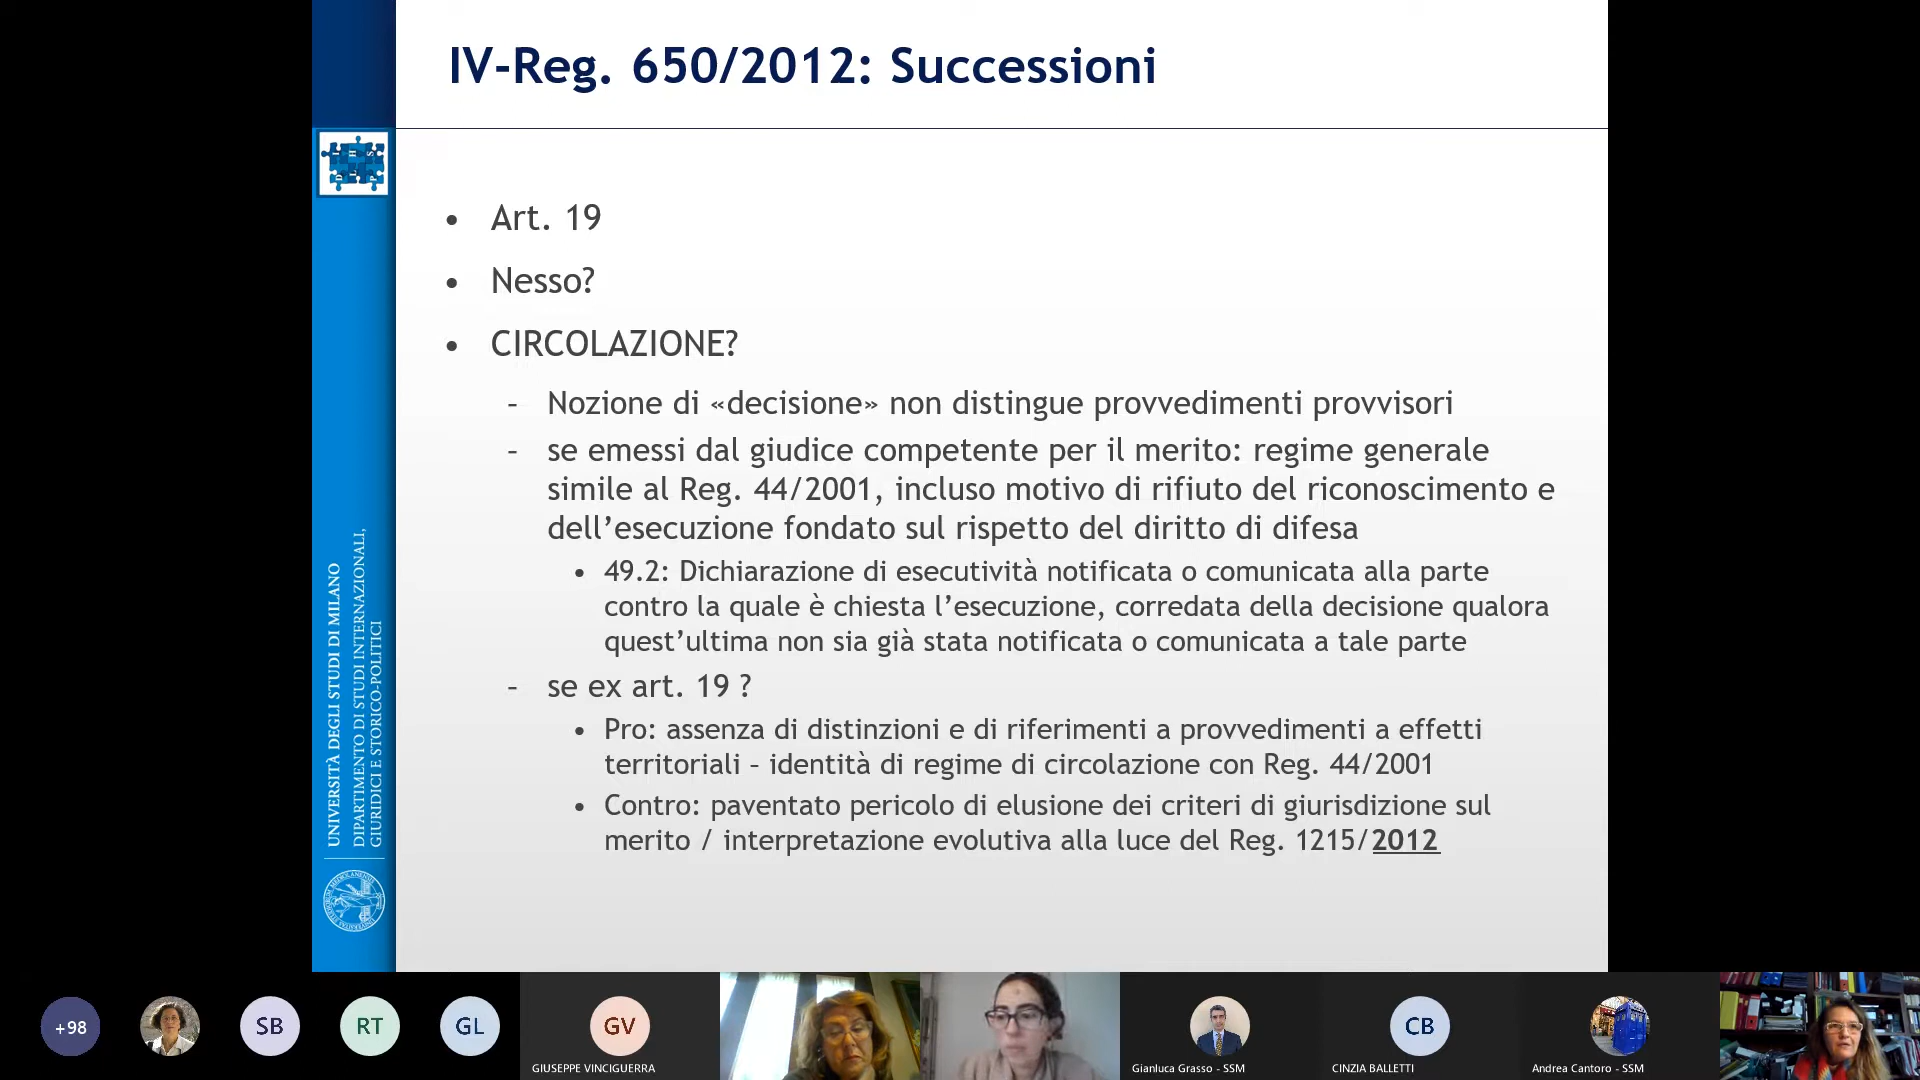 IV-Reg. 650/2012: Successioni
• Art. 19
• Nesso?
• CIRCOLAZIONE?
- Nozione di «decisione» non distingue provvedimenti provvisori
- se emessi dal giudice competente per il merito: regime generale
simile al Reg. 44/2001, incluso motivo di rifiuto del riconoscimento e
dell’esecuzione fondato sul rispetto del diritto di difesa
• 49.2: Dichiarazione di esecutività notificata o comunicata alla parte
contro la quale è chiesta l’esecuzione, corredata della decisione qualora
quest’ultima non sia già stata notificata o comunicata a tale parte
- se ex art. 19 ?
• Pro: assenza di distinzioni e di riferimenti a provvedimenti a effetti
territoriali – identità di regime di circolazione con Reg. 44/2001
• Contro: paventato pericolo di elusione dei criteri di giurisdizione sul
merito / interpretazione evolutiva alla luce del Reg. 1215/2012
UNIVERSITÀ DEGLI STUDI DI MILANO
DIPARTIMENTO DI STUDI INTERNAZIONALI,
GIURIDICI E STORICO-POLITICI
+98
SB
RT
GL
GV
GIUSEPPE VINCIGUERRA
Gianluca Grasso - SSM
CB
CINZIA BALLETTI
Andrea Cantoro - SSM